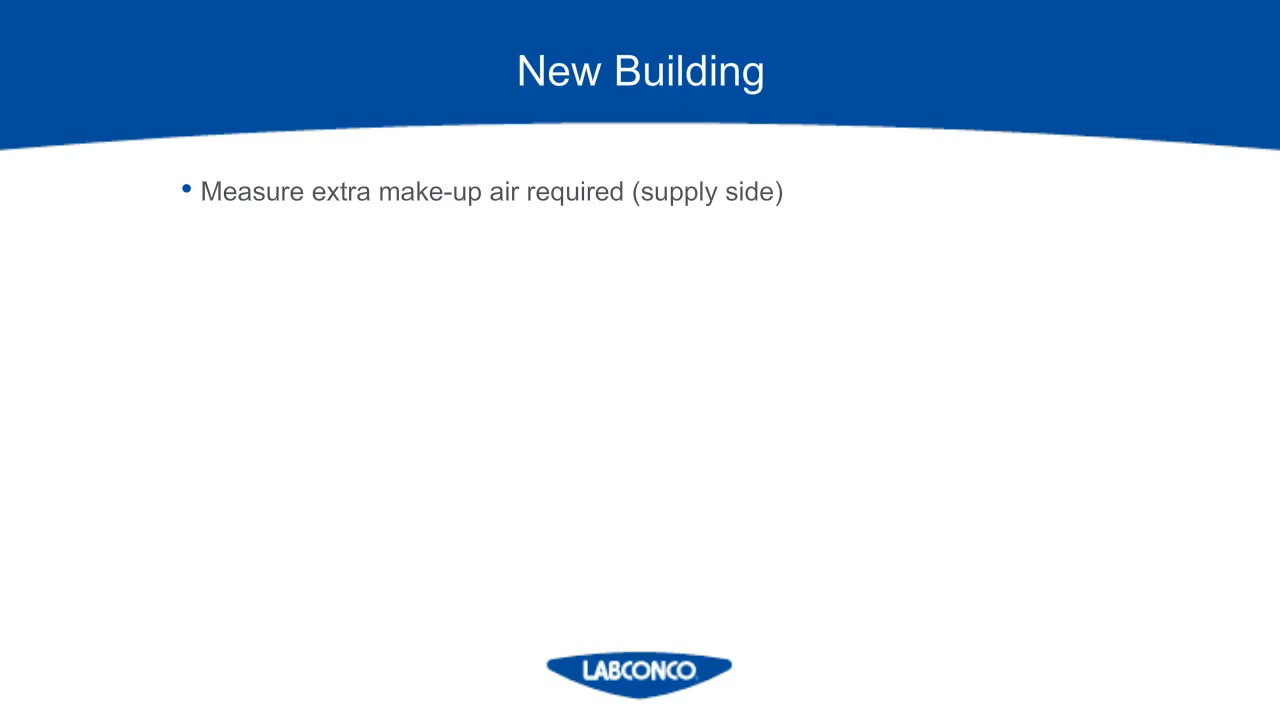 New Building
• Measure extra make-up air required (supply side)
LABCONCO